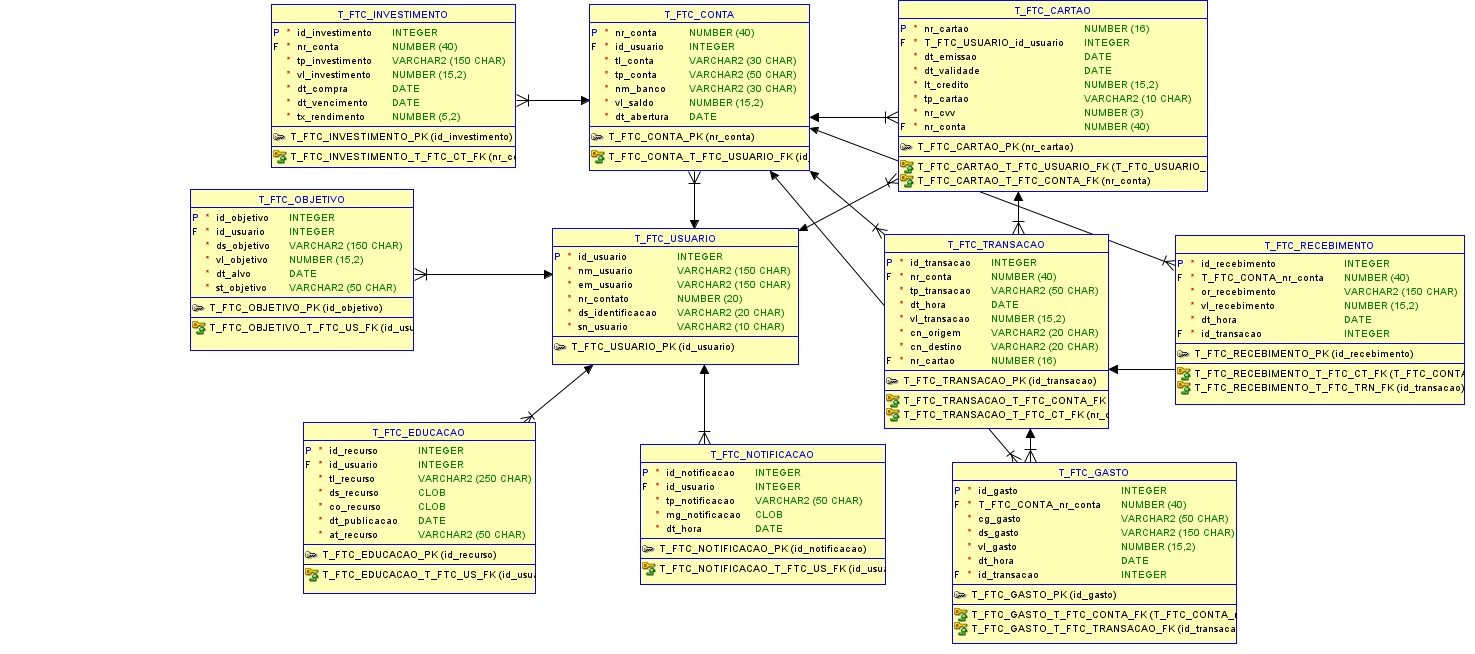 T_FTC_INVESTIMENTO
P * id_investimento INTEGER
F * nr_conta NUMBER (40)
* tp_investimento VARCHAR2 (150 CHAR)
* vl_investimento NUMBER (15,2)
* dt_compra DATE
* dt_vencimento DATE
* tx_rendimento NUMBER (5,2)
T_FTC_INVESTIMENTO_PK (id_investimento)
T_FTC_INVESTIMENTO_T_FTC_CT_FK (nr_co
T_FTC_CONTA
P * nr_conta NUMBER (40)
F * id_usuario INTEGER
* tl_conta VARCHAR2 (30 CHAR)
* tp_conta VARCHAR2 (50 CHAR)
* nm_banco VARCHAR2 (30 CHAR)
* vl_saldo NUMBER (15,2)
* dt_abertura DATE
T_FTC_CONTA_PK (nr_conta)
T_FTC_CONTA_T_FTC_USUARIO_FK (id_
T_FTC_CARTAO
P * nr_cartao NUMBER (16)
F * T_FTC_USUARIO_id_usuario INTEGER
* dt_emissao DATE
* dt_validade DATE
* lt_credito NUMBER (15,2)
* tp_cartao VARCHAR2 (10 CHAR)
* nr_cvv NUMBER (3)
F * nr_conta NUMBER (40)
T_FTC_CARTAO_PK (nr_cartao)
T_FTC_CARTAO_T_FTC_USUARIO_FK (T_FTC_USUARIO_
T_FTC_CARTAO_T_FTC_CONTA_FK (nr_conta)
T_FTC_OBJETIVO
P * id_objetivo INTEGER
F * id_usuario INTEGER
* ds_objetivo VARCHAR2 (150 CHAR)
* vl_objetivo NUMBER (15,2)
* dt_alvo DATE
* st_objetivo VARCHAR2 (50 CHAR)
T_FTC_OBJETIVO_PK (id_objetivo)
T_FTC_OBJETIVO_T_FTC_US_FK (id_usu
T_FTC_USUARIO
P * id_usuario INTEGER
* nm_usuario VARCHAR2 (150 CHAR)
* em_usuario VARCHAR2 (150 CHAR)
* nr_contato NUMBER (20)
* ds_identificacao VARCHAR2 (20 CHAR)
* sn_usuario VARCHAR2 (10 CHAR)
T_FTC_USUARIO_PK (id_usuario)
T_FTC_TRANSACAO
P * id_transacao INTEGER
F * nr_conta NUMBER (40)
* tp_transacao VARCHAR2 (50 CHAR)
* dt_hora DATE
* vl_transacao NUMBER (15,2)
* cn_origem VARCHAR2 (20 CHAR)
* cn_destino VARCHAR2 (20 CHAR)
F * nr_cartao NUMBER (16)
T_FTC_TRANSACAO_PK (id_transacao)
T_FTC_TRANSACAO_T_FTC_CONTA_FK
T_FTC_TRANSACAO_T_FTC_CT_FK (nr_c
T_FTC_RECEBIMENTO
P * id_recebimento INTEGER
F * T_FTC_CONTA_nr_conta NUMBER (40)
* or_recebimento VARCHAR2 (150 CHAR)
* vl_recebimento NUMBER (15,2)
* dt_hora DATE
F * id_transacao INTEGER
T_FTC_RECEBIMENTO_PK (id_recebimento)
T_FTC_RECEBIMENTO_T_FTC_CT_FK (T_FTC_CONTA
T_FTC_RECEBIMENTO_T_FTC_TRN_FK (id_transacao)
T_FTC_EDUCACAO
P * id_recurso INTEGER
F * id_usuario INTEGER
* tl_recurso VARCHAR2 (250 CHAR)
* ds_recurso CLOB
* co_recurso CLOB
* dt_publicacao DATE
* at_recurso VARCHAR2 (50 CHAR)
T_FTC_EDUCACAO_PK (id_recurso)
T_FTC_EDUCACAO_T_FTC_US_FK (id_usua
T_FTC_NOTIFICACAO
P * id_notificacao INTEGER
F * id_usuario INTEGER
* tp_notificacao VARCHAR2 (50 CHAR)
* mg_notificacao CLOB
* dt_hora DATE
T_FTC_NOTIFICACAO_PK (id_notificacao)
T_FTC_NOTIFICACAO_T_FTC_US_FK (id_usua
T_FTC_GASTO
P * id_gasto INTEGER
F * T_FTC_CONTA_nr_conta NUMBER (40)
* cg_gasto VARCHAR2 (50 CHAR)
* ds_gasto VARCHAR2 (150 CHAR)
* vl_gasto NUMBER (15,2)
* dt_hora DATE
F * id_transacao INTEGER
T_FTC_GASTO_PK (id_gasto)
T_FTC_GASTO_T_FTC_CONTA_FK (T_FTC_CONTA_
T_FTC_GASTO_T_FTC_TRANSACAO_FK (id_transaca